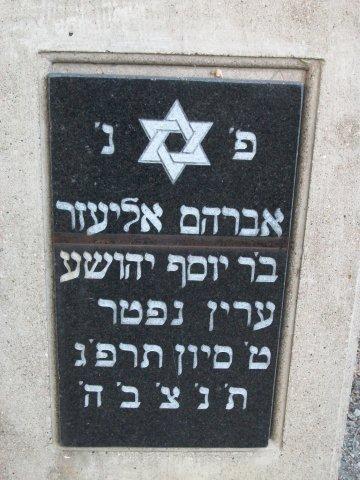 פ׳ נ׳
אברהם אליעזר
בר יוסף יהושע
ערין נפטר
ט׳ סיון תרפ״ג
ת׳ נ׳ צ׳ ב׳ ה׳